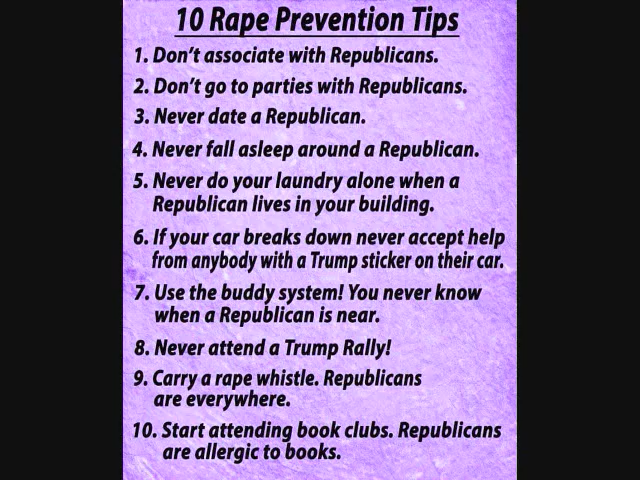 10 Rape Prevention Tips
1. Don't associate with Republicans.
2. Don't go to parties with Republicans.
3. Never date a Republican.
4. Never fall asleep around a Republican.
5. Never do your laundry alone when a
Republican lives in your building.
6. If your car breaks down never accept help
from anybody with a Trump sticker on their car.
7. Use the buddy system! You never know
when a Republican is near.
8. Never attend a Trump Rally!
9. Carry a rape whistle. Republicans
are everywhere.
10. Start attending book clubs. Republicans
are allergic to books.